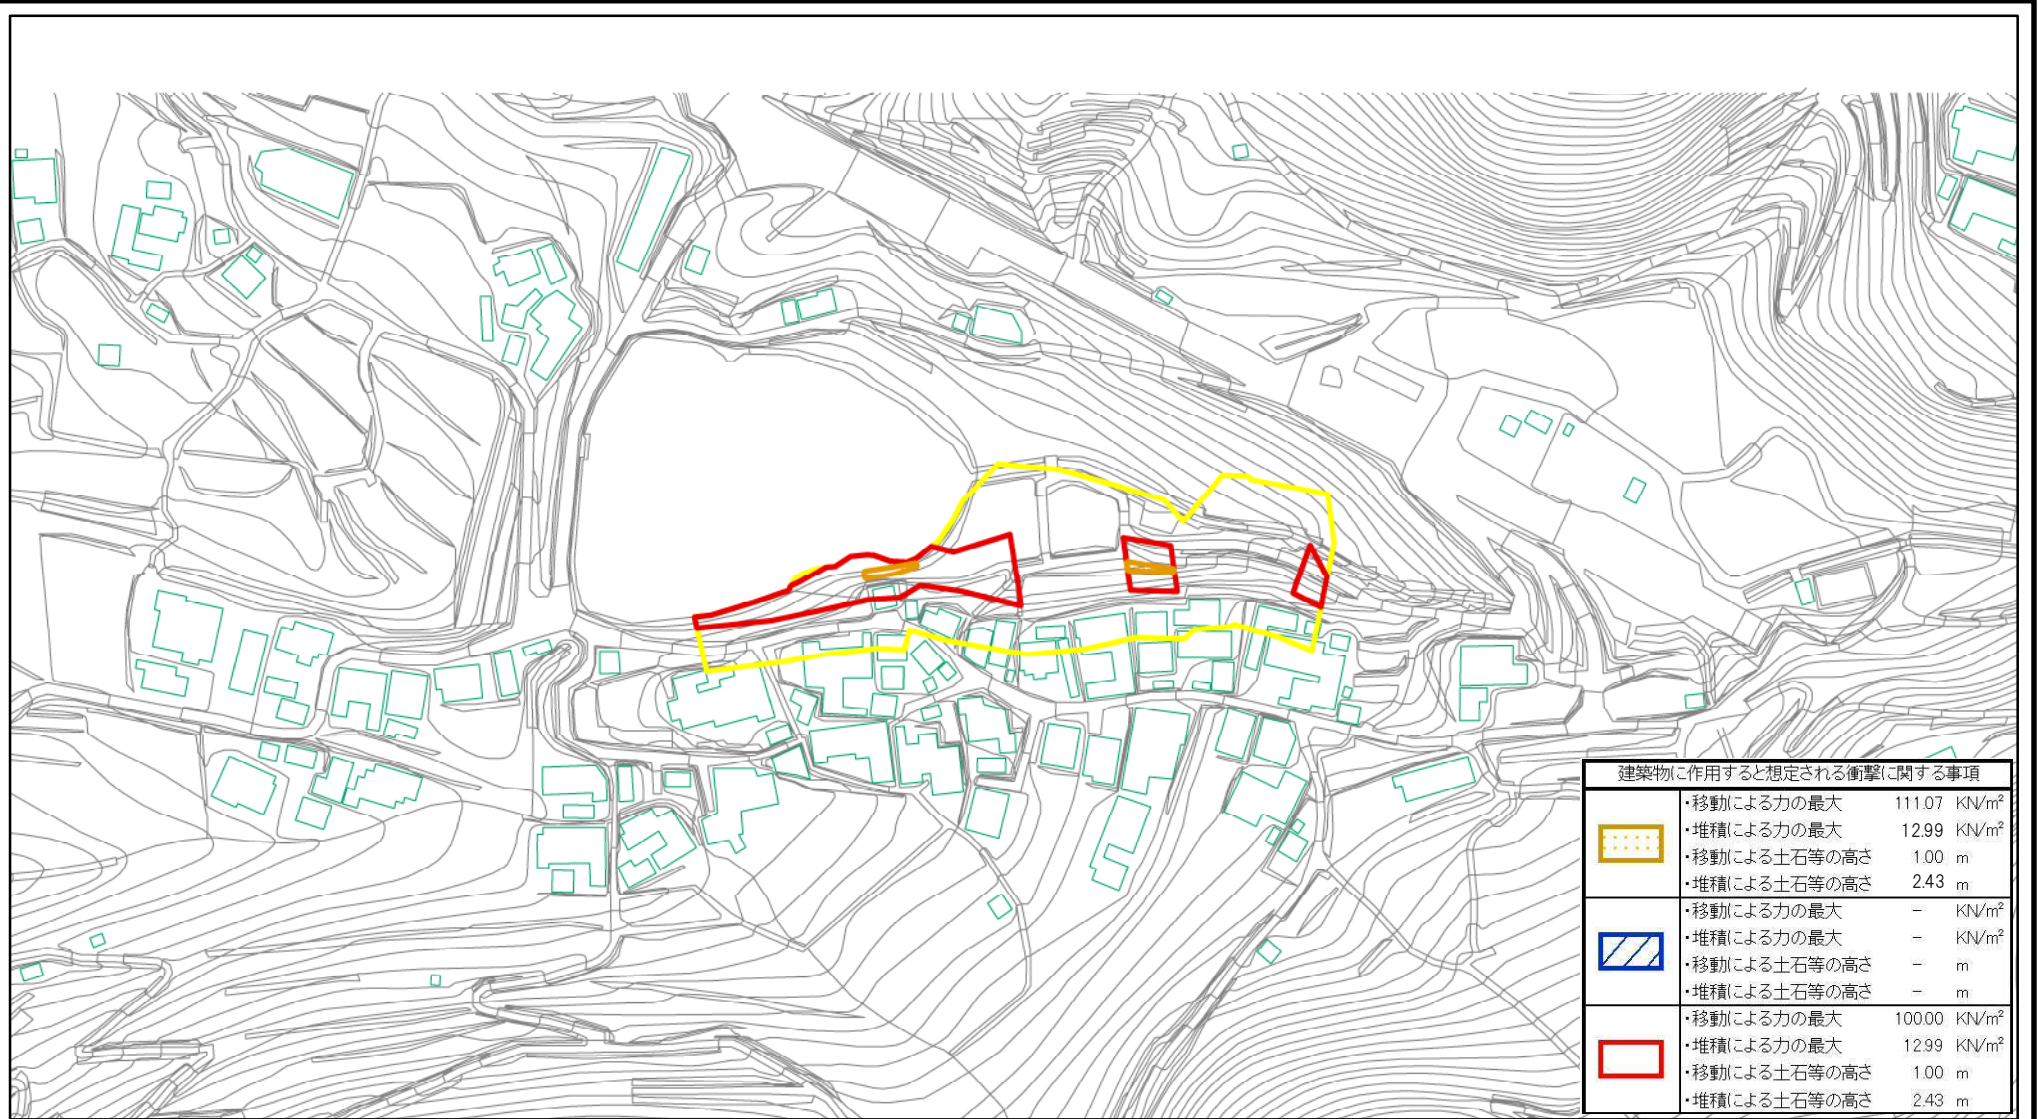 建築物に作用すると想定される衝撃に関する事項
・移動による力の最大 111.07 KN/m²
・堆積による力の最大 12.99 KN/m²
・移動による土石等の高さ 1.00 m
・堆積による土石等の高さ 2.43 m
・移動による力の最大 - KN/m²
・堆積による力の最大 - KN/m²
・移動による土石等の高さ - m
・堆積による土石等の高さ - m
・移動による力の最大 100.00 KN/m²
・堆積による力の最大 12.99 KN/m²
・移動による土石等の高さ 1.00 m
・堆積による土石等の高さ 2.43 m